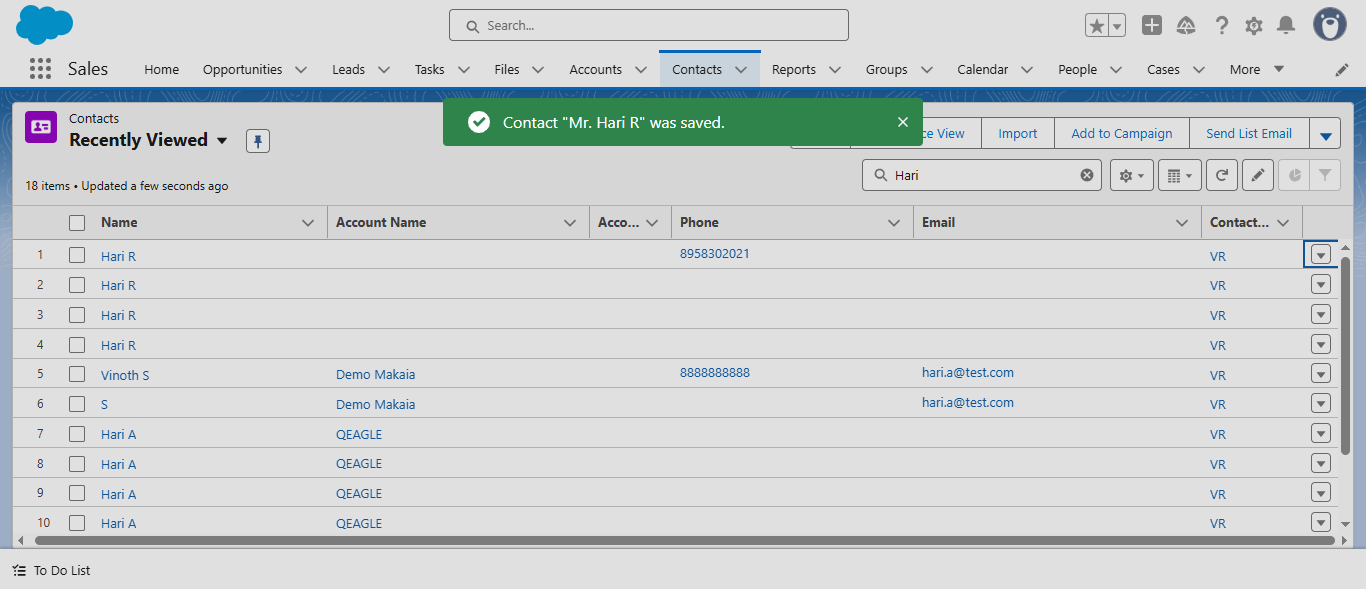 Search...
Sales Home Opportunities Leads Tasks Files Accounts Contacts Reports Groups Calendar People Cases More
Contacts
Recently Viewed
Contact "Mr. Hari R" was saved.
View Import Add to Campaign Send List Email
18 items • Updated a few seconds ago
Hari
Name Account Name Acco... Phone Email Contact...
1 Hari R 8958302021 VR
2 Hari R VR
3 Hari R VR
4 Hari R VR
5 Vinoth S Demo Makaia 8888888888 hari.a@test.com VR
6 S Demo Makaia hari.a@test.com VR
7 Hari A QEAGLE VR
8 Hari A QEAGLE VR
9 Hari A QEAGLE VR
10 Hari A QEAGLE VR
To Do List